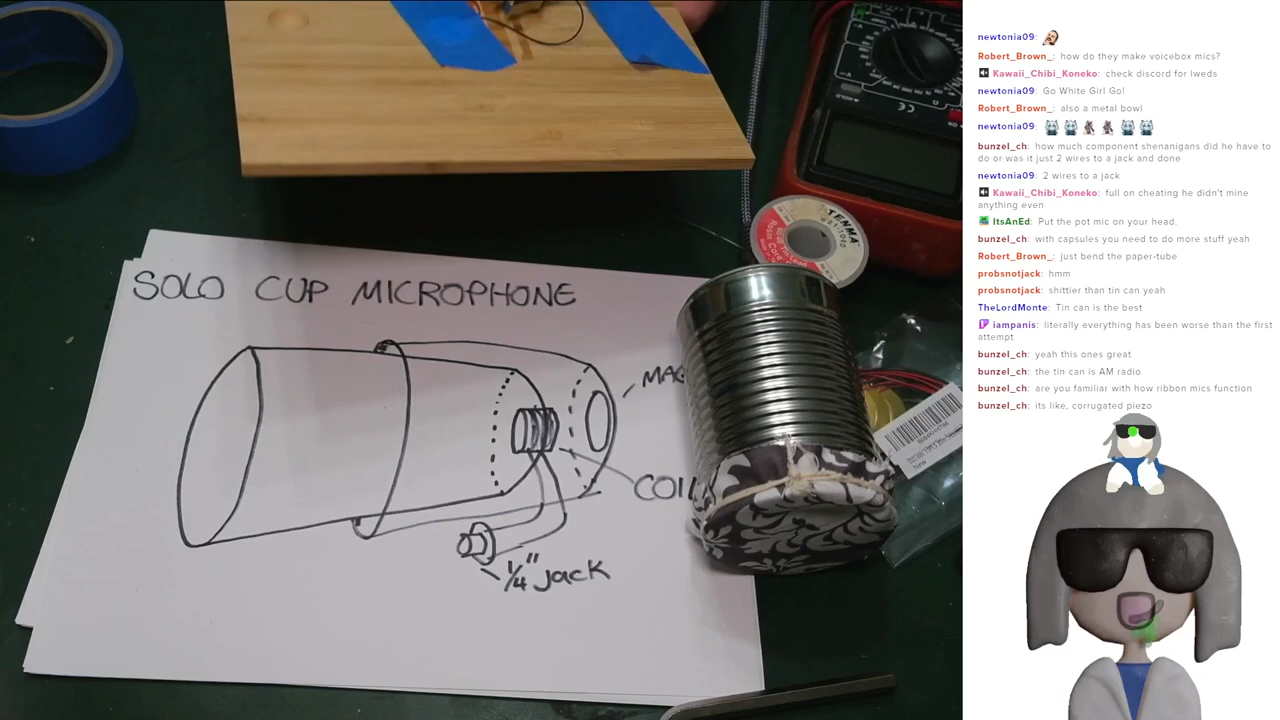 SOLO CUP MICROPHONE
MAG
COIL
1/4" JACK
TENMA
Rosin Core
HOLD
CE
New
newtonia09:
Robert_Brown_: how do they make voicebox mics?
Kawaii_Chibi_Koneko: check discord for lweds
newtonia09: Go White Girl Go!
Robert_Brown_: also a metal bowl
newtonia09:
bunzel_ch: how much component shenanigans did he have to
do or was it just 2 wires to a jack and done
newtonia09: 2 wires to a jack
Kawaii_Chibi_Koneko: full on cheating he didn't mine
anything even
ItsAnEd: Put the pot mic on your head.
bunzel_ch: with capsules you need to do more stuff yeah
Robert_Brown_: just bend the paper-tube
probsnotjack: hmm
probsnotjack: shittier than tin can yeah
TheLordMonte: Tin can is the best
iampanis: literally everything has been worse than the first
attempt
bunzel_ch: yeah this ones great
bunzel_ch: the tin can is AM radio
bunzel_ch: are you familiar with how ribbon mics function
bunzel_ch: its like, corrugated piezo